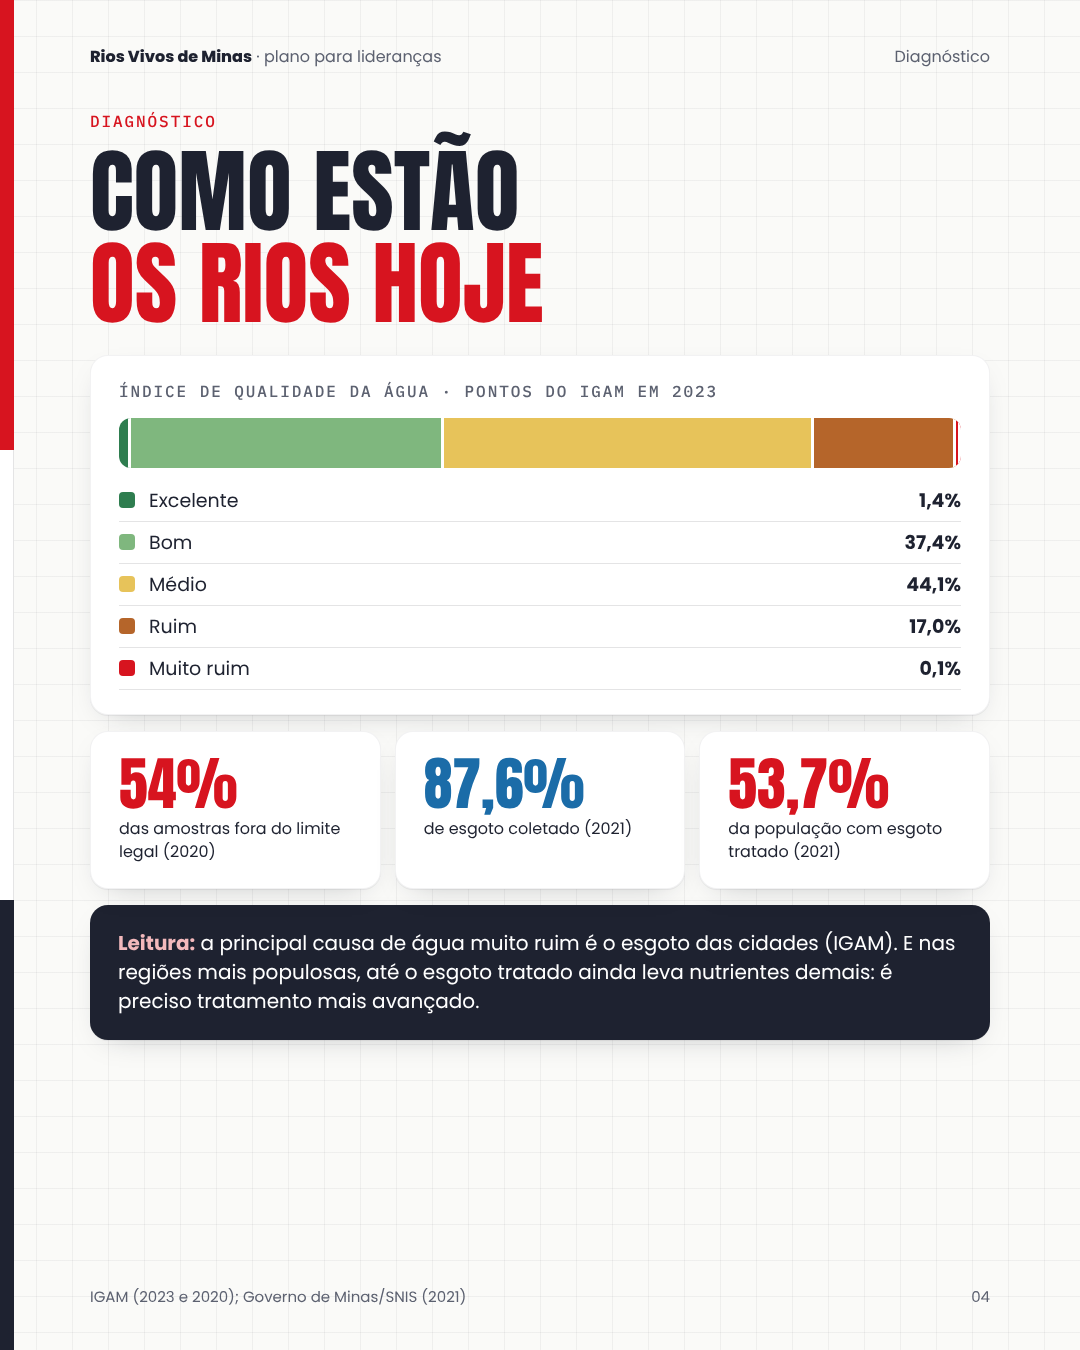 Rios Vivos de Minas · plano para lideranças
Diagnóstico
DIAGNÓSTICO
COMO ESTÃO
OS RIOS HOJE
ÍNDICE DE QUALIDADE DA ÁGUA · PONTOS DO IGAM EM 2023
Excelente 1,4%
Bom 37,4%
Médio 44,1%
Ruim 17,0%
Muito ruim 0,1%
54%
das amostras fora do limite
legal (2020)
87,6%
de esgoto coletado (2021)
53,7%
da população com esgoto
tratado (2021)
Leitura: a principal causa de água muito ruim é o esgoto das cidades (IGAM). E nas
regiões mais populosas, até o esgoto tratado ainda leva nutrientes demais: é
preciso tratamento mais avançado.
IGAM (2023 e 2020); Governo de Minas/SNIS (2021)
04